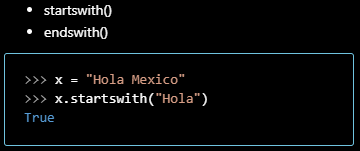 • startswith()
• endswith()
>>> x = "Hola Mexico"
>>> x.startswith("Hola")
True